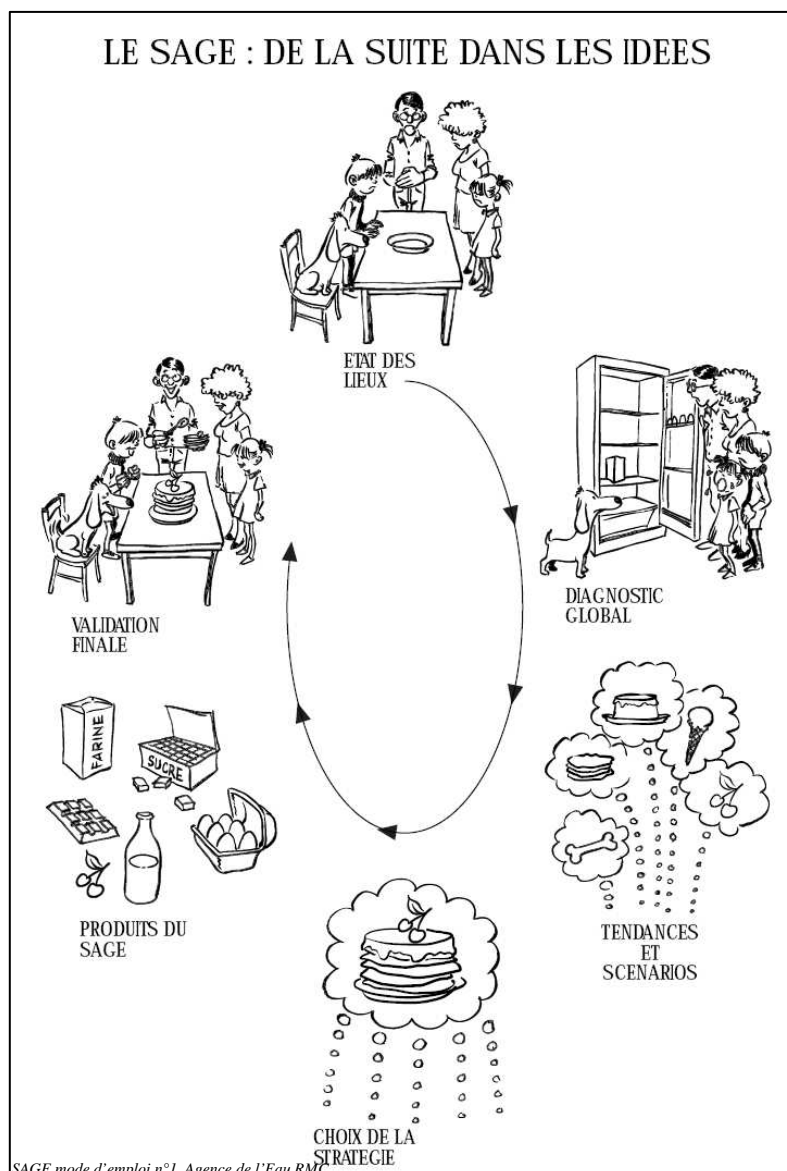 LE SAGE : DE LA SUITE DANS LES IDEES
ETAT DES
LIEUX
DIAGNOSTIC
GLOBAL
TENDANCES
ET
SCENARIOS
CHOIX DE LA
STRATEGIE
FARINE
SUCRE
PRODUITS DU
SAGE
VALIDATION
FINALE
SAGE mode d'emploi n°1, Agence de l'Eau RMC